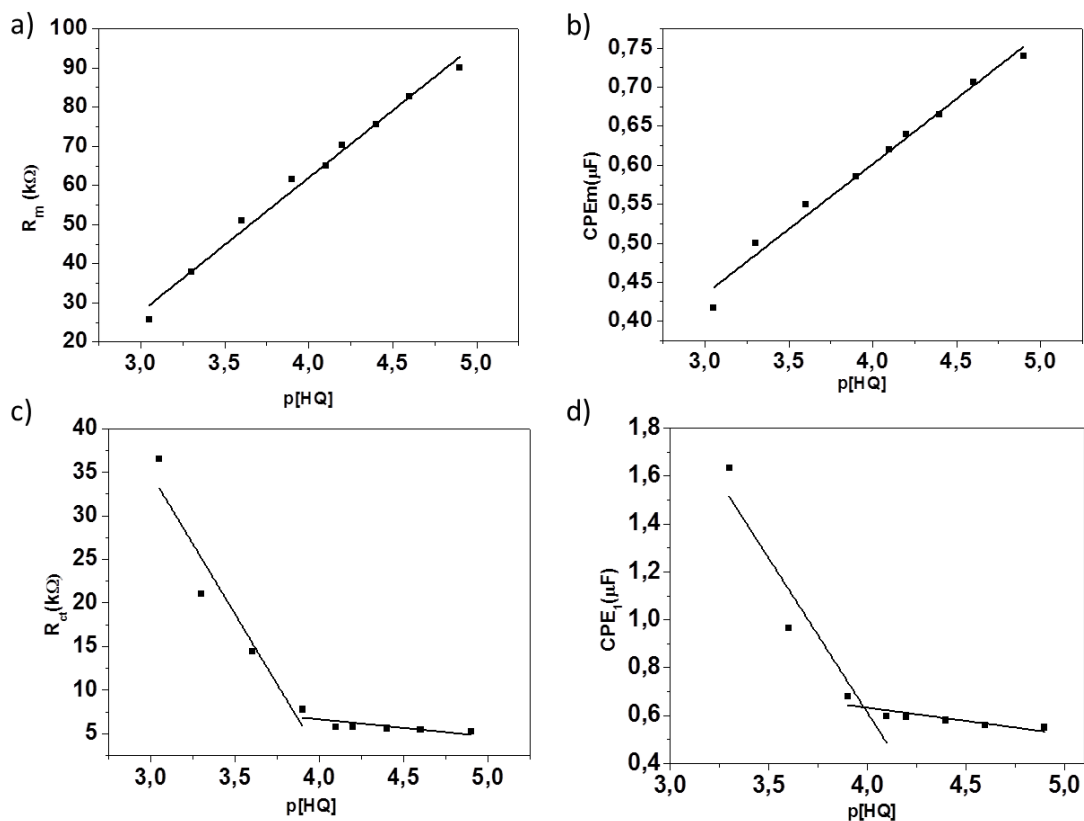 a)
100
90
80
70
60
50
40
30
20
R_m (kΩ)
3,0 3,5 4,0 4,5 5,0
p[HQ]
b)
0,75
0,70
0,65
0,60
0,55
0,50
0,45
0,40
CPEm(µF)
3,0 3,5 4,0 4,5 5,0
p[HQ]
c)
40
35
30
25
20
15
10
5
R_ct(kΩ)
3,0 3,5 4,0 4,5 5,0
p[HQ]
d)
1,8
1,6
1,4
1,2
1,0
0,8
0,6
0,4
CPE_1(µF)
3,0 3,5 4,0 4,5 5,0
p[HQ]